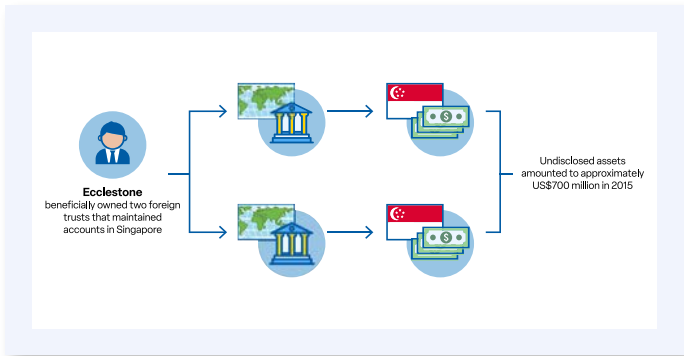 Ecclestone
beneficially owned two foreign
trusts that maintained
accounts in Singapore
$
$
Undisclosed assets
amounted to approximately
US$700 million in 2015